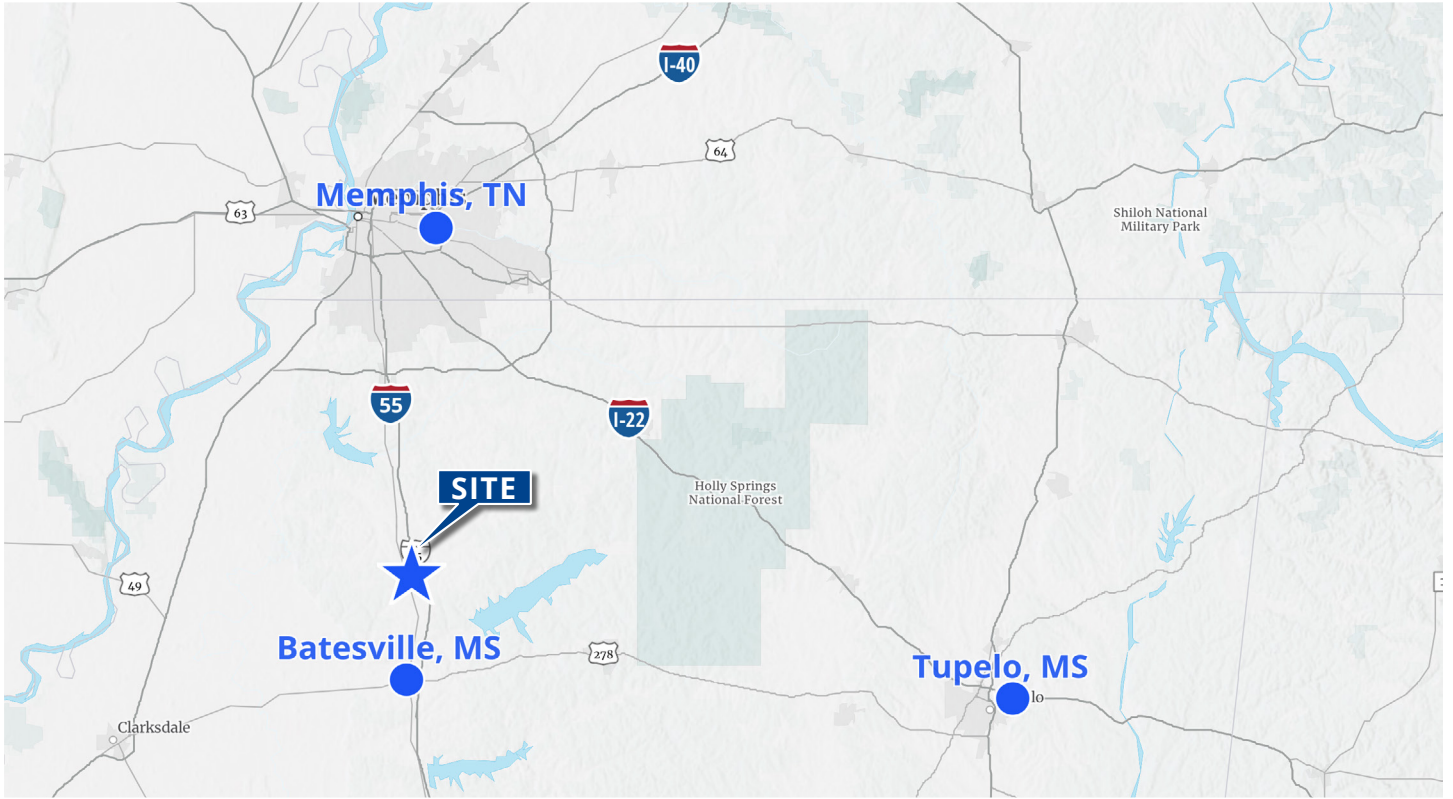 I-40
64
Memphis, TN
63
Shiloh National
Military Park
55
I-22
SITE
Holly Springs
National Forest
49
Batesville, MS
278
Tupelo, MS
lo
Clarksdale